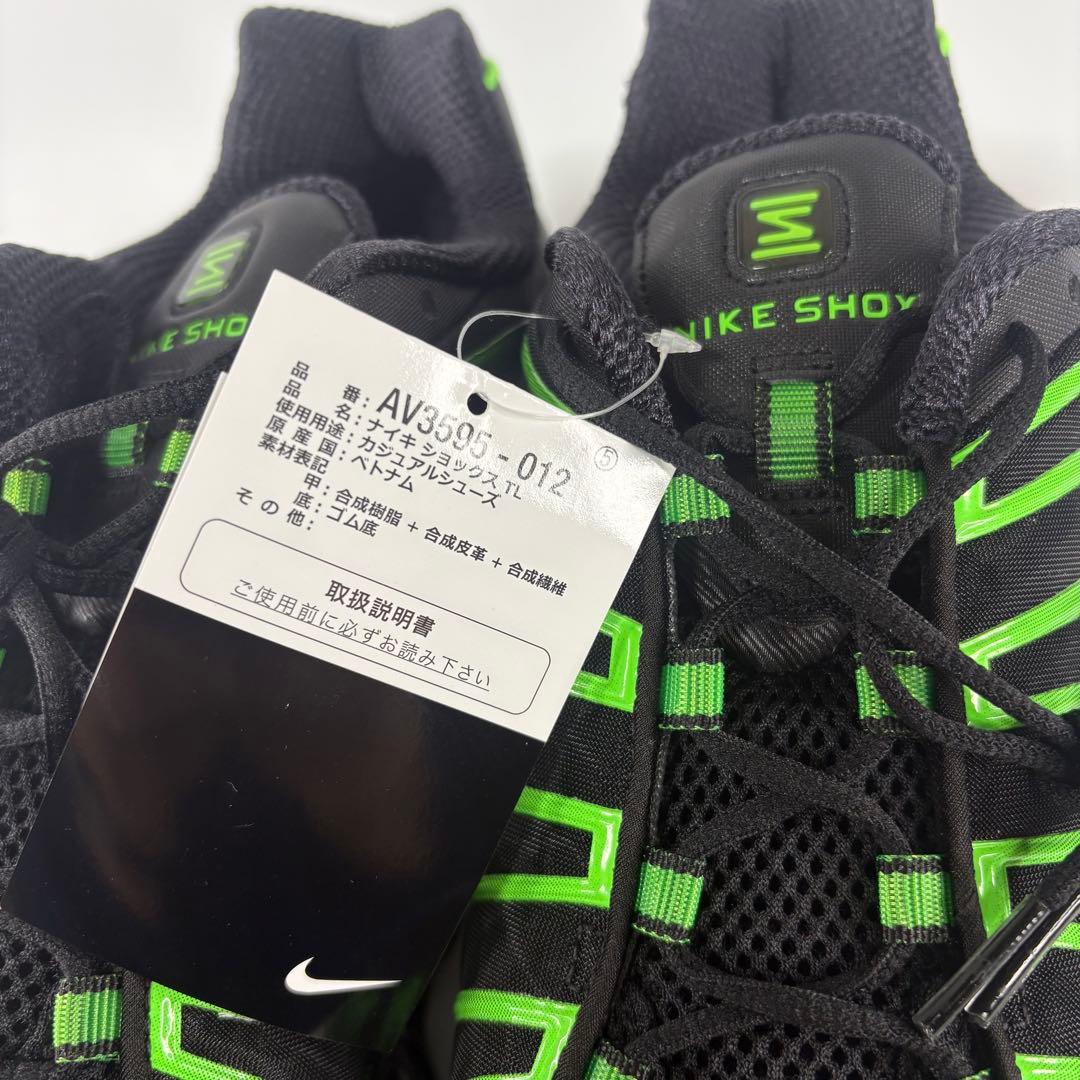 NIKE SHO
NIKE SHOX
品　番：AV3595 - 012
⑤
品　名：ナイキ ショックス TL
使用用途：カジュアルシューズ
原産国：ベトナム
素材表記
甲：合成樹脂 + 合成皮革 + 合成繊維
底：ゴム底
その他：
取扱説明書
ご使用前に必ずお読み下さい